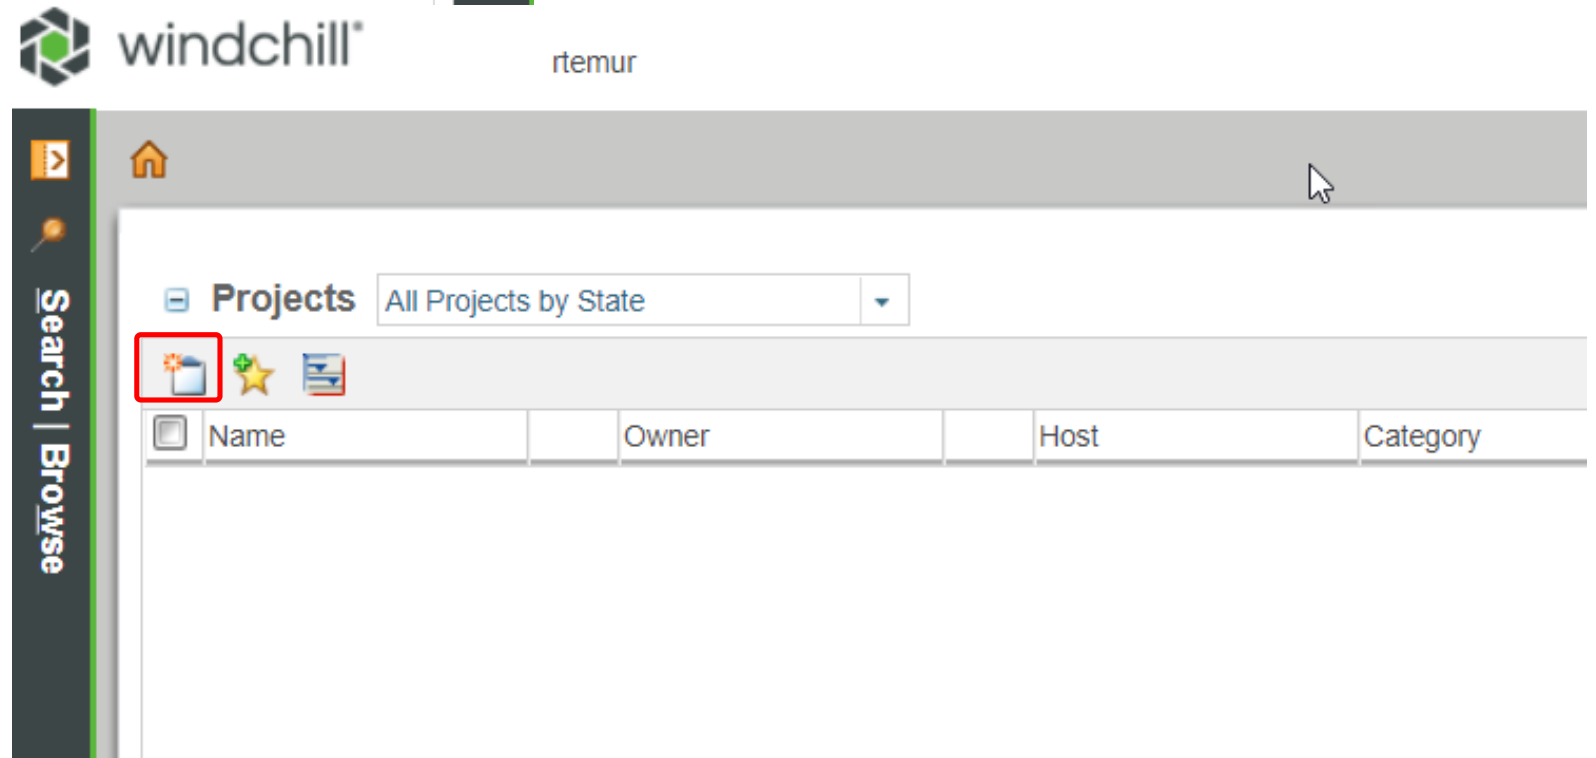 windchill®
rtemur
Projects All Projects by State
Name Owner Host Category
Search | Browse